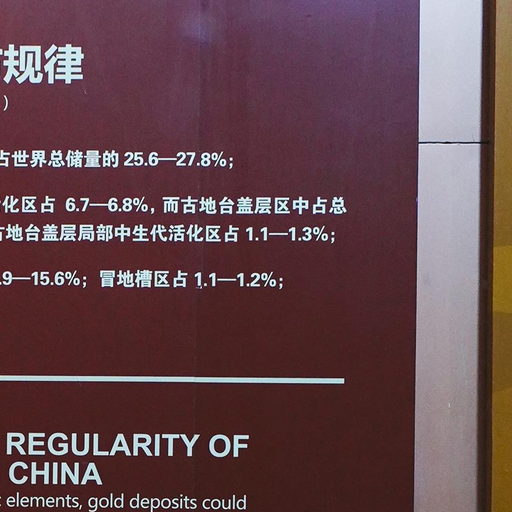 规律
)
占世界总储量的 25.6—27.8%;
化区占 6.7—6.8%, 而古地台盖层区中占总
古地台盖层局部中生代活化区占 1.1—1.3%;
.9—15.6%; 冒地槽区占 1.1—1.2%;
REGULARITY OF
CHINA
elements, gold deposits could